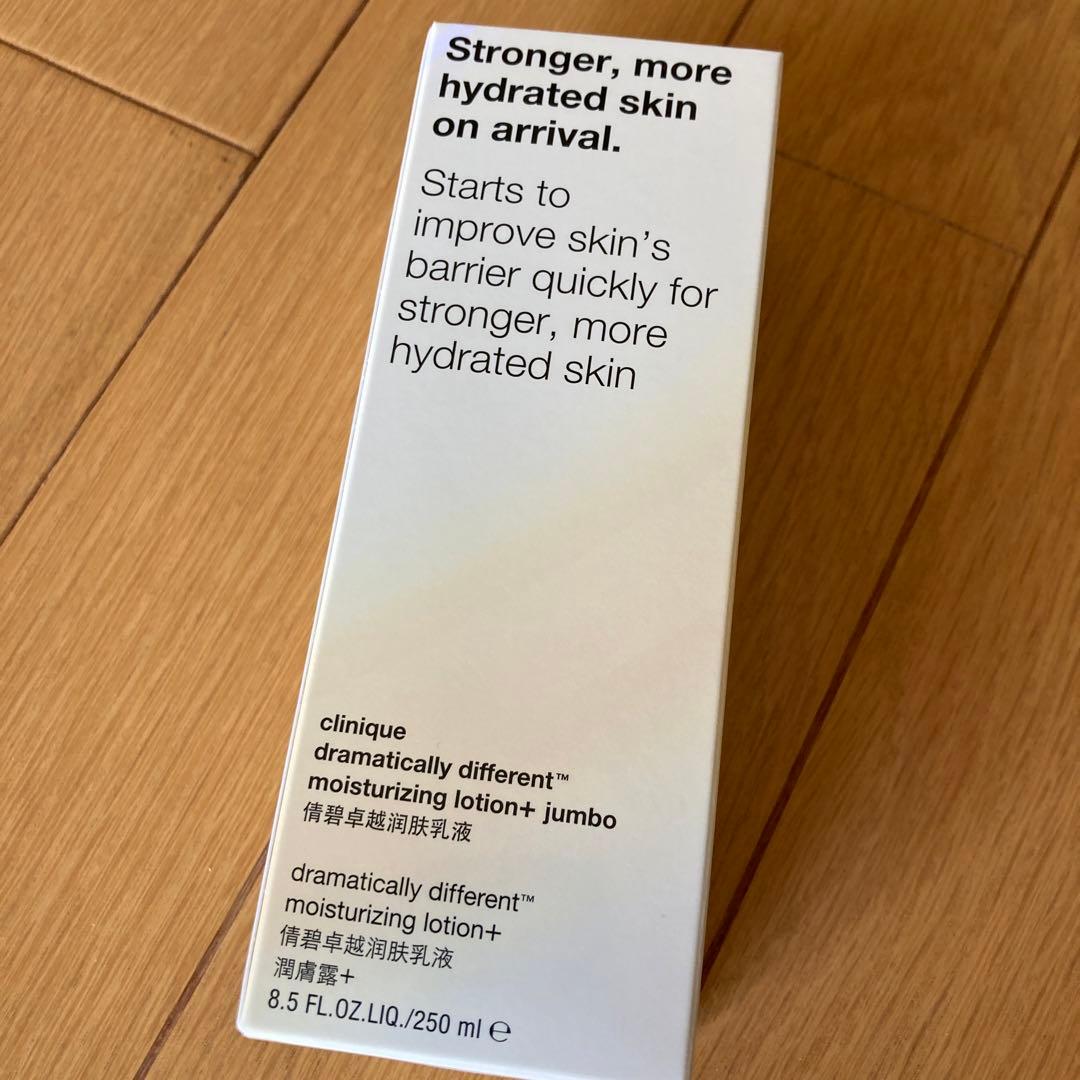 Stronger, more
hydrated skin
on arrival.
Starts to
improve skin's
barrier quickly for
stronger, more
hydrated skin
clinique
dramatically different™
moisturizing lotion+ jumbo
倩碧卓越润肤乳液
dramatically different™
moisturizing lotion+
倩碧卓越润肤乳液
潤膚露+
8.5 FL.OZ.LIQ./250 ml ℮